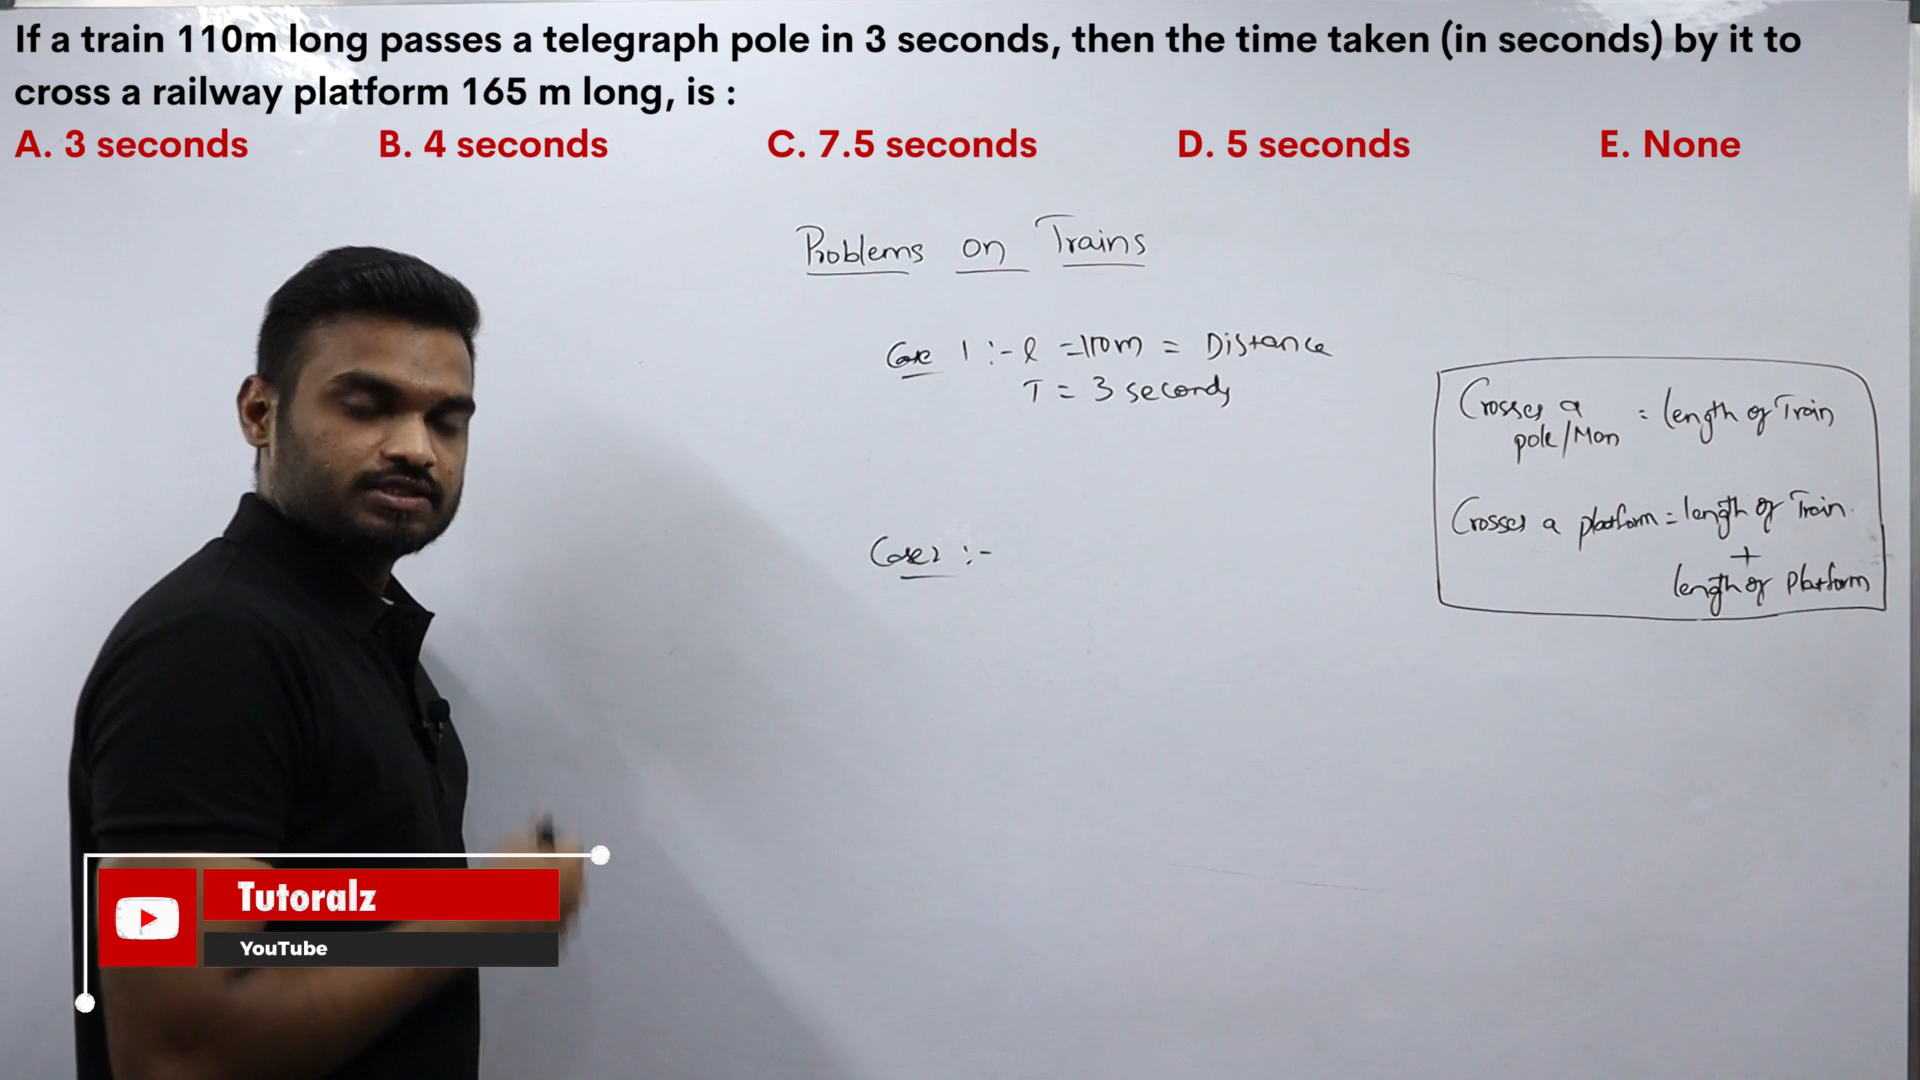 If a train 110m long passes a telegraph pole in 3 seconds, then the time taken (in seconds) by it to
cross a railway platform 165 m long, is :
A. 3 seconds B. 4 seconds C. 7.5 seconds D. 5 seconds E. None
Problems on Trains
Case 1 :- l = 110m = Distance
T = 3 seconds
Crosses a = length of Train
pole/Man
Crosses a platform = length of Train
+
length of Platform
Case 2 :-
Tutoralz
YouTube